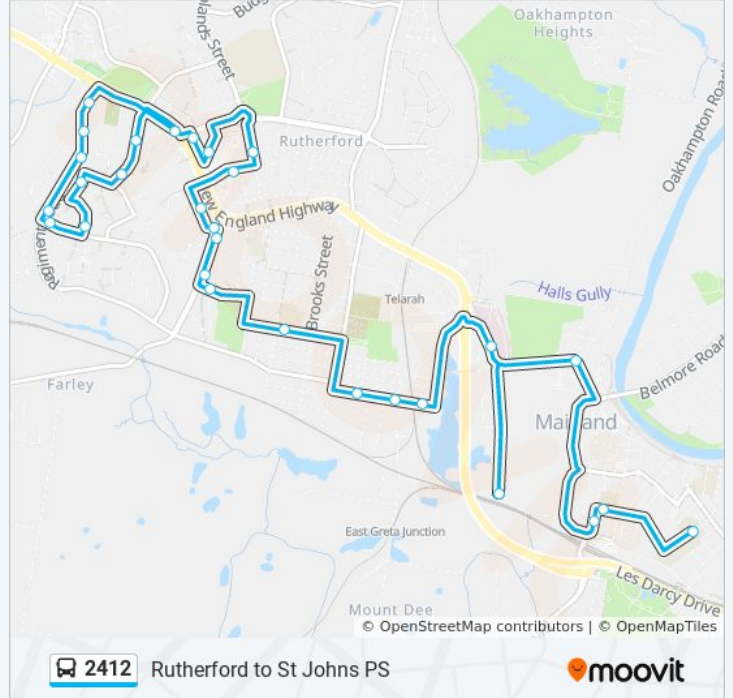 Oakhampton
Heights
Oakhampton Road
Rutherford
New England Highway
Brooks Street
Telarah
Halls Gully
Belmore Road
Farley
Maitland
East Greta Junction
Les Darcy Drive
Mount Dee
© OpenStreetMap contributors | © OpenMapTiles
2412 Rutherford to St Johns PS
moovit